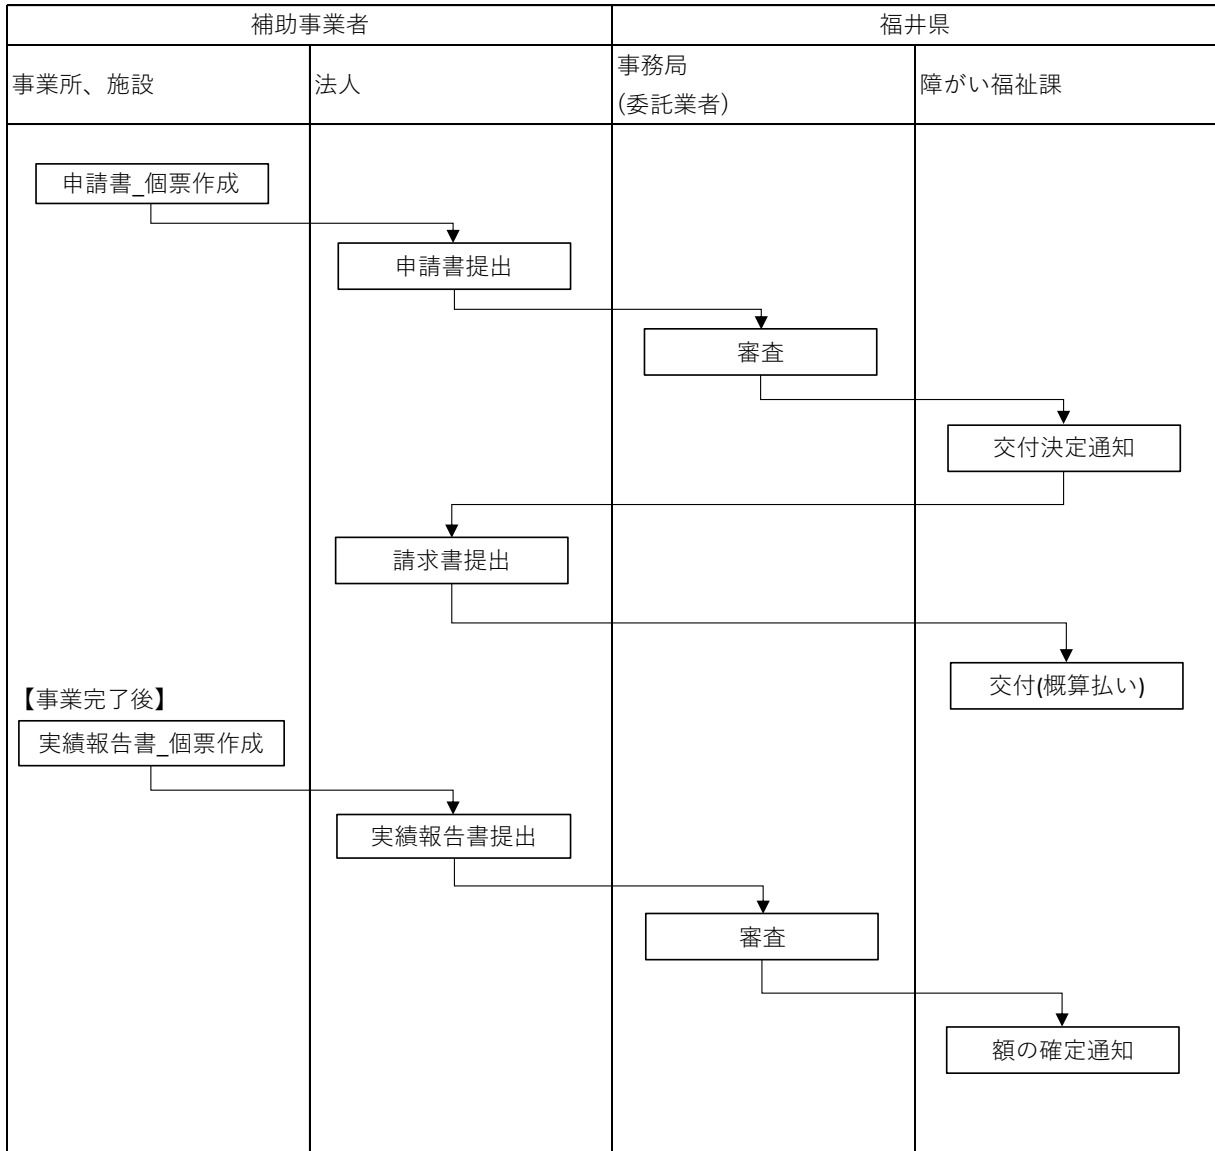 補助事業者
福井県
事業所、施設
法人
事務局
(委託業者)
障がい福祉課
申請書_個票作成
申請書提出
審査
交付決定通知
請求書提出
交付(概算払い)
【事業完了後】
実績報告書_個票作成
実績報告書提出
審査
額の確定通知